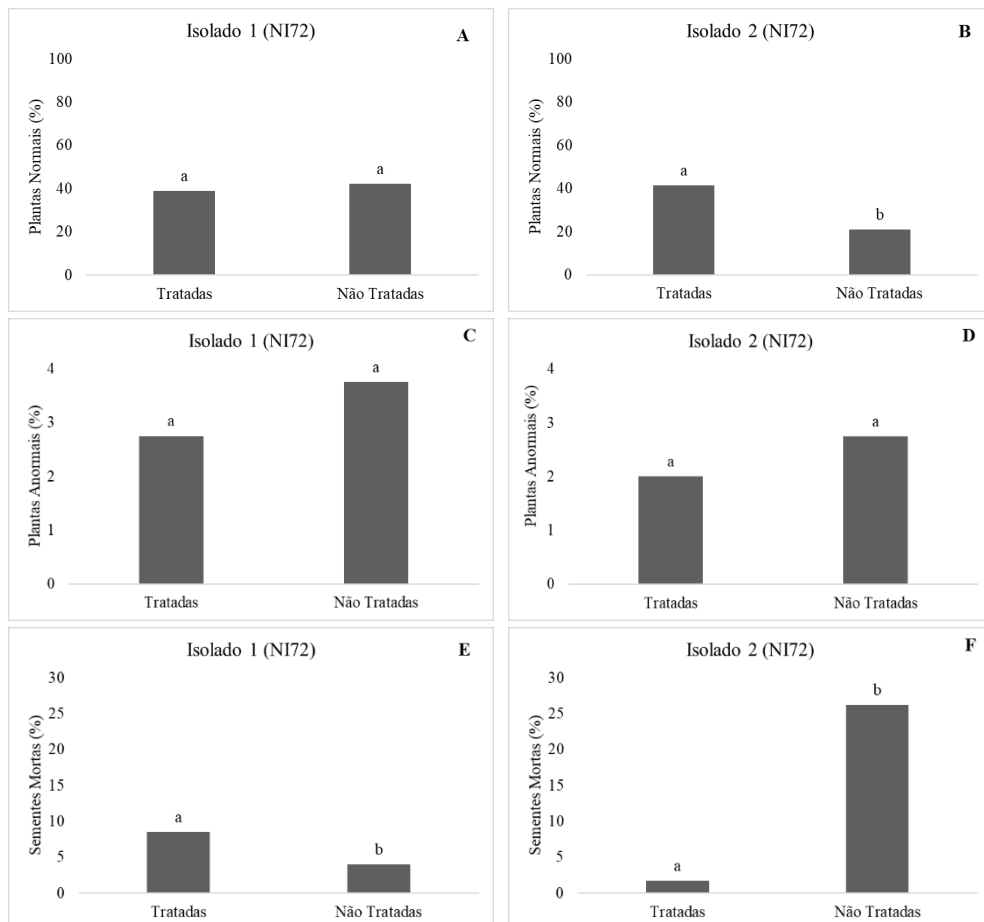 Isolado 1 (NI72)
A
Plantas Normais (%)
100
80
60
40
20
0
a
a
Tratadas
Não Tratadas
Isolado 2 (NI72)
B
Plantas Normais (%)
100
80
60
40
20
0
a
b
Tratadas
Não Tratadas
Isolado 1 (NI72)
C
Plantas Anormais (%)
4
3
2
1
0
a
a
Tratadas
Não Tratadas
Isolado 2 (NI72)
D
Plantas Anormais (%)
4
3
2
1
0
a
a
Tratadas
Não Tratadas
Isolado 1 (NI72)
E
Sementes Mortas (%)
30
25
20
15
10
5
0
a
b
Tratadas
Não Tratadas
Isolado 2 (NI72)
F
Sementes Mortas (%)
30
25
20
15
10
5
0
a
b
Tratadas
Não Tratadas